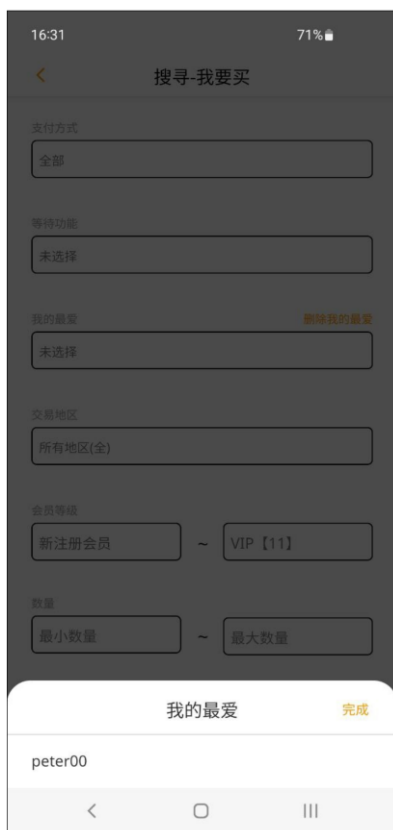 16:31 71%
搜寻-我要买
支付方式
全部
等待功能
未选择
我的最爱 删除我的最爱
未选择
交易地区
所有地区(全)
会员等级
新注册会员 ~ VIP【11】
数量
最小数量 ~ 最大数量
我的最爱 完成
peter00